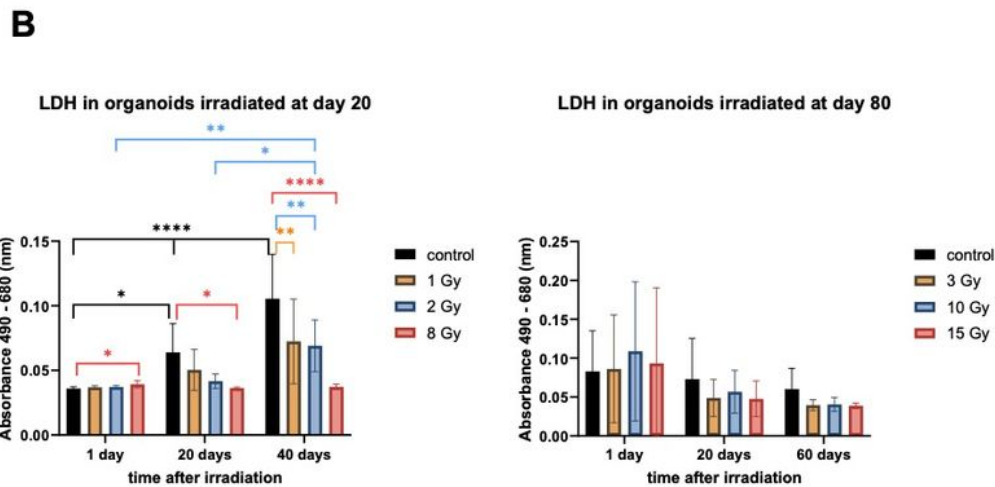 B
LDH in organoids irradiated at day 20
**
*
****
**
**
****
*
*
*
Absorbance 490 - 680 (nm)
0.15
0.10
0.05
0.00
1 day
20 days
40 days
time after irradiation
control
1 Gy
2 Gy
8 Gy
LDH in organoids irradiated at day 80
Absorbance 490 - 680 (nm)
0.25
0.20
0.15
0.10
0.05
0.00
1 day
20 days
60 days
time after irradiation
control
3 Gy
10 Gy
15 Gy